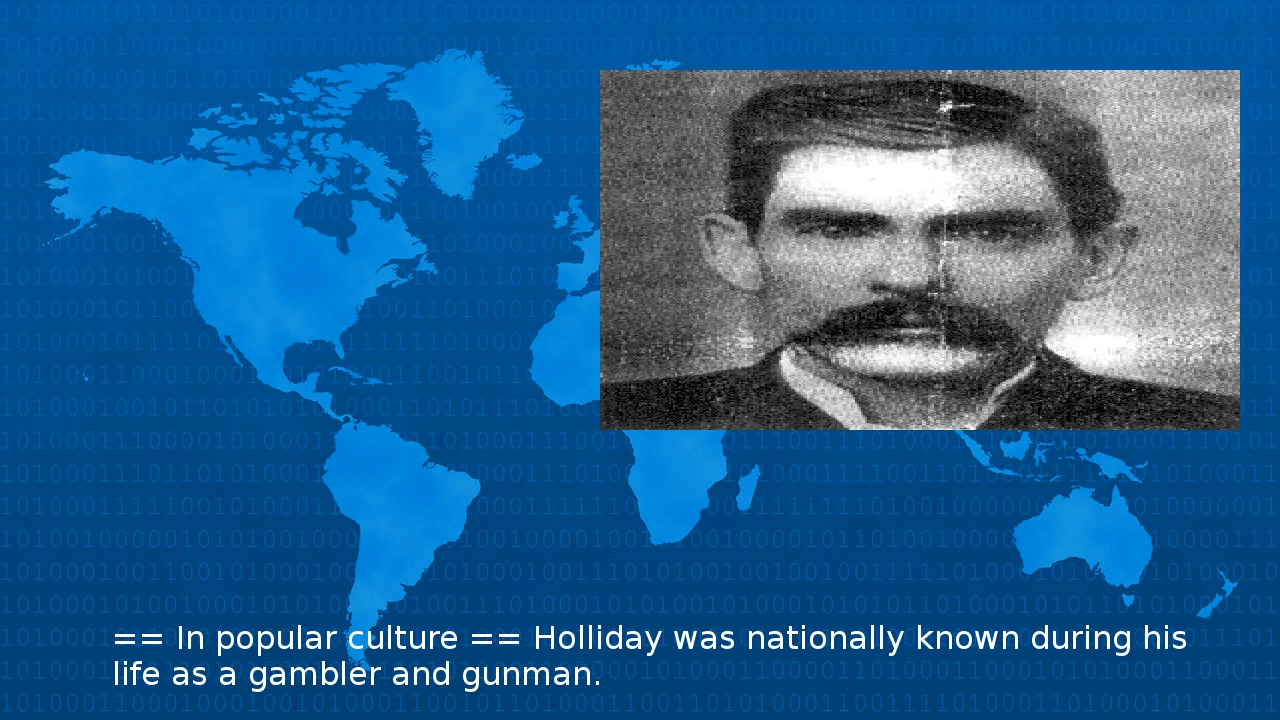 == In popular culture == Holliday was nationally known during his
life as a gambler and gunman.